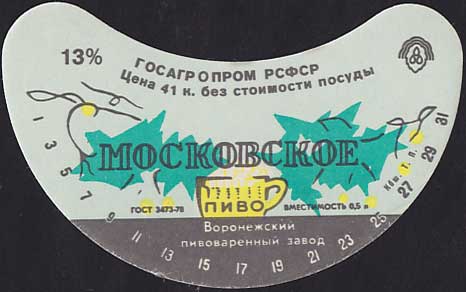 13%
ГОСАГРОПРОМ РСФСР
Цена 41 к. без стоимости посуды
МОСКОВСКОЕ
ПИВО
ГОСТ 3473-78
ВМЕСТИМОСТЬ 0,5 л
Воронежский
пивоваренный завод
1 3 5 7 9 11 13 15 17 19 21 23 25 27 29 31